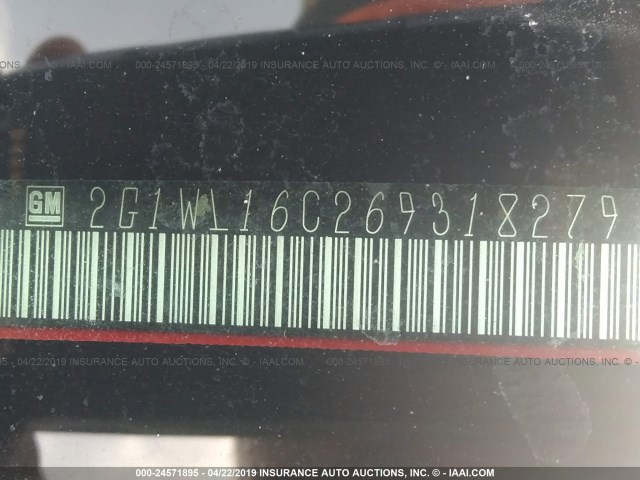 000-24571895 - 04/22/2019 INSURANCE AUTO AUCTIONS, INC. - © IAAI.COM
GM 2G1WL16C269318279
000-24571895 - 04/22/2019 INSURANCE AUTO AUCTIONS, INC. - © IAAI.COM
000-24571895 - 04/22/2019 INSURANCE AUTO AUCTIONS, INC. - © IAAI.COM